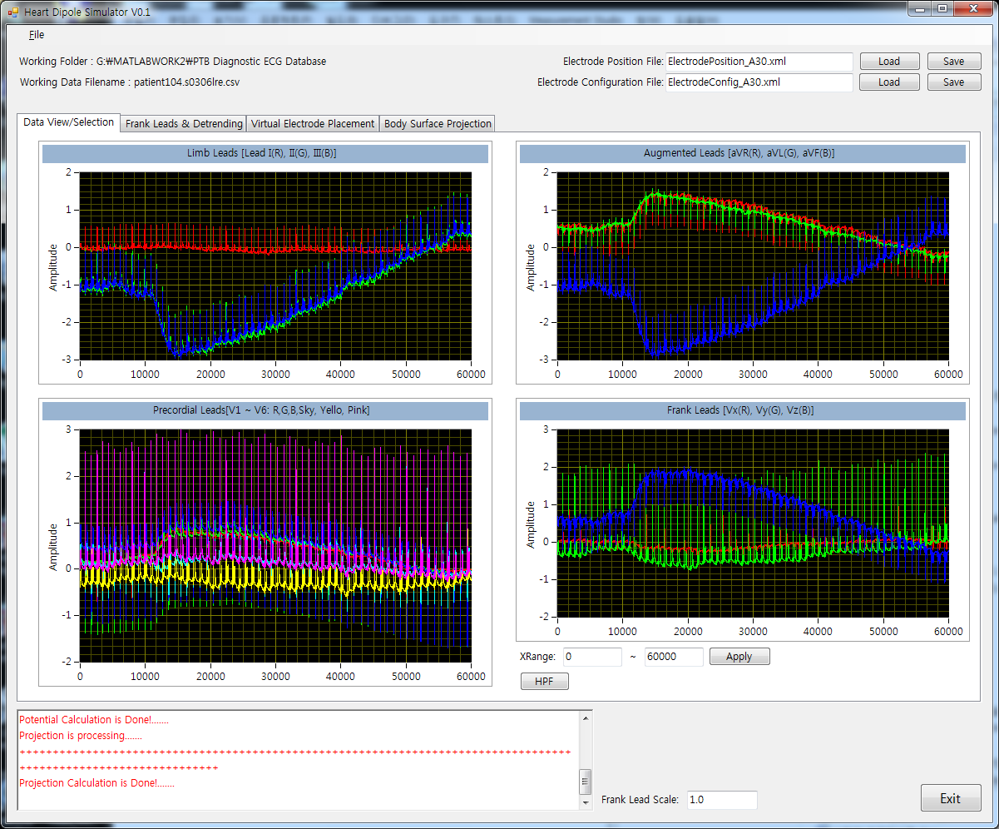 Heart Dipole Simulator V0.1
File
Working Folder : G:₩MATLABWORK2₩PTB Diagnostic ECG Database
Electrode Position File: ElectrodePosition_A30.xml Load Save
Working Data Filename : patient104.s0306lre.csv
Electrode Configuration File: ElectrodeConfig_A30.xml Load Save
Data View/Selection Frank Leads & Detrending Virtual Electrode Placement Body Surface Projection
Limb Leads [Lead I(R), II(G), III(B)]
Amplitude
2
1
0
-1
-2
-3
0 10000 20000 30000 40000 50000 60000
Augmented Leads [aVR(R), aVL(G), aVF(B)]
Amplitude
2
1
0
-1
-2
-3
0 10000 20000 30000 40000 50000 60000
Precordial Leads[V1 ~ V6: R,G,B,Sky, Yello, Pink]
Amplitude
3
2
1
0
-1
-2
0 10000 20000 30000 40000 50000 60000
Frank Leads [Vx(R), Vy(G), Vz(B)]
Amplitude
3
2
1
0
-1
-2
0 10000 20000 30000 40000 50000 60000
XRange: 0 ~ 60000 Apply
HPF
Potential Calculation is Done!.......
Projection is processing.......
+++++++++++++++++++++++++++++++++++++++++++++++++++++++++++++++++++++++++++++++++++
++++++++++++++++++++++++++++++
Projection Calculation is Done!.......
Frank Lead Scale: 1.0
Exit